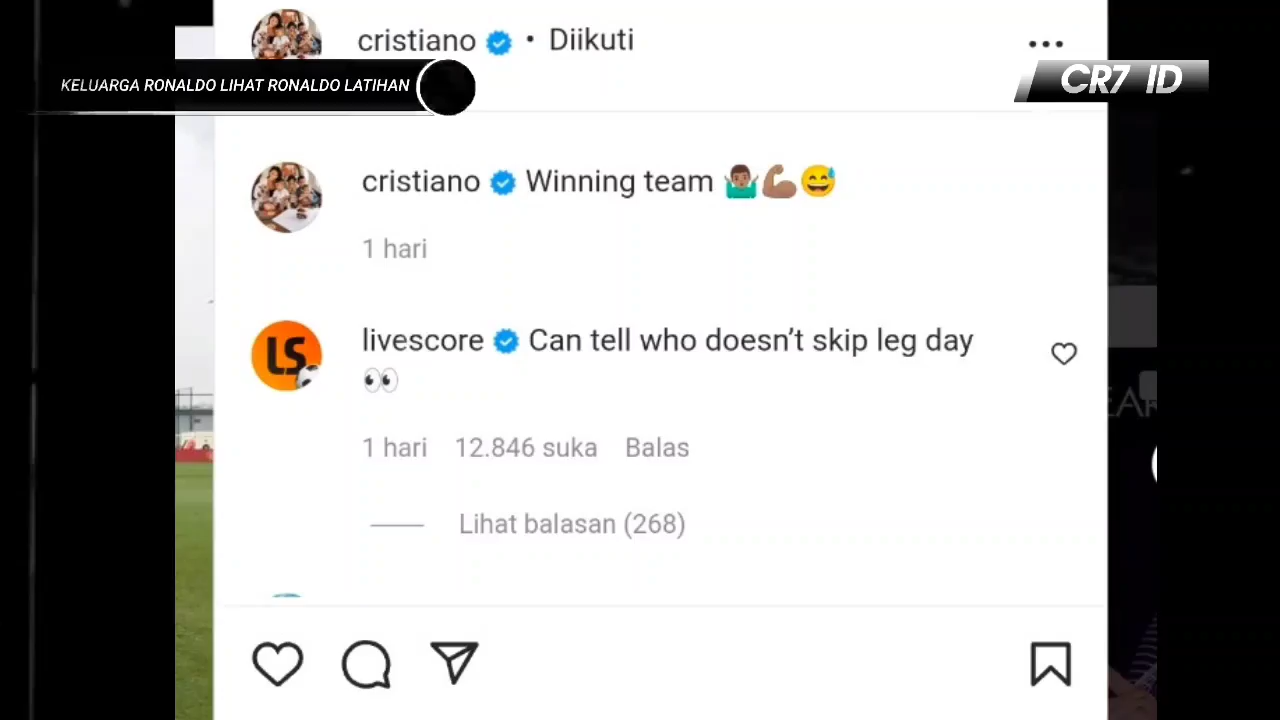 cristiano • Diikuti
KELUARGA RONALDO LIHAT RONALDO LATIHAN
CR7 ID
cristiano Winning team 🤷🏽‍♂️💪🏽😅
1 hari
LS
livescore Can tell who doesn’t skip leg day
👀
1 hari 12.846 suka Balas
Lihat balasan (268)